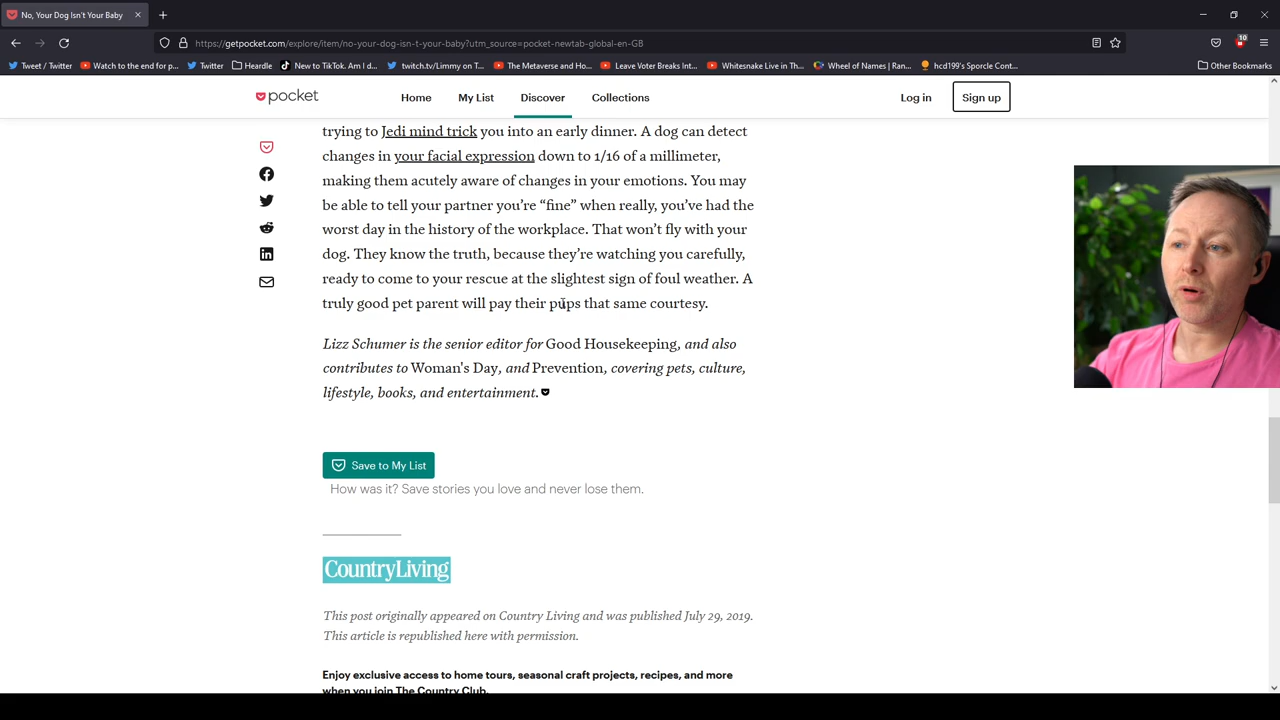 No, Your Dog Isn't Your Baby
https://getpocket.com/explore/item/no-your-dog-isn-t-your-baby?utm_source=pocket-newtab-global-en-GB
10
Tweet / Twitter
Watch to the end for p...
Twitter
Heardle
New to TikTok. Am I d...
twitch.tv/Limmy on T...
The Metaverse and Ho...
Leave Voter Breaks Int...
Whitesnake Live in Th...
Wheel of Names | Ran...
hcd199's Sporcle Cont...
Other Bookmarks
pocket
Home
My List
Discover
Collections
Log in
Sign up
trying to Jedi mind trick you into an early dinner. A dog can detect
changes in your facial expression down to 1/16 of a millimeter,
making them acutely aware of changes in your emotions. You may
be able to tell your partner you're “fine” when really, you've had the
worst day in the history of the workplace. That won't fly with your
dog. They know the truth, because they're watching you carefully,
ready to come to your rescue at the slightest sign of foul weather. A
truly good pet parent will pay their pups that same courtesy.
Lizz Schumer is the senior editor for Good Housekeeping, and also
contributes to Woman's Day, and Prevention, covering pets, culture,
lifestyle, books, and entertainment.
Save to My List
How was it? Save stories you love and never lose them.
CountryLiving
This post originally appeared on Country Living and was published July 29, 2019.
This article is republished here with permission.
Enjoy exclusive access to home tours, seasonal craft projects, recipes, and more
when you join The Country Club.